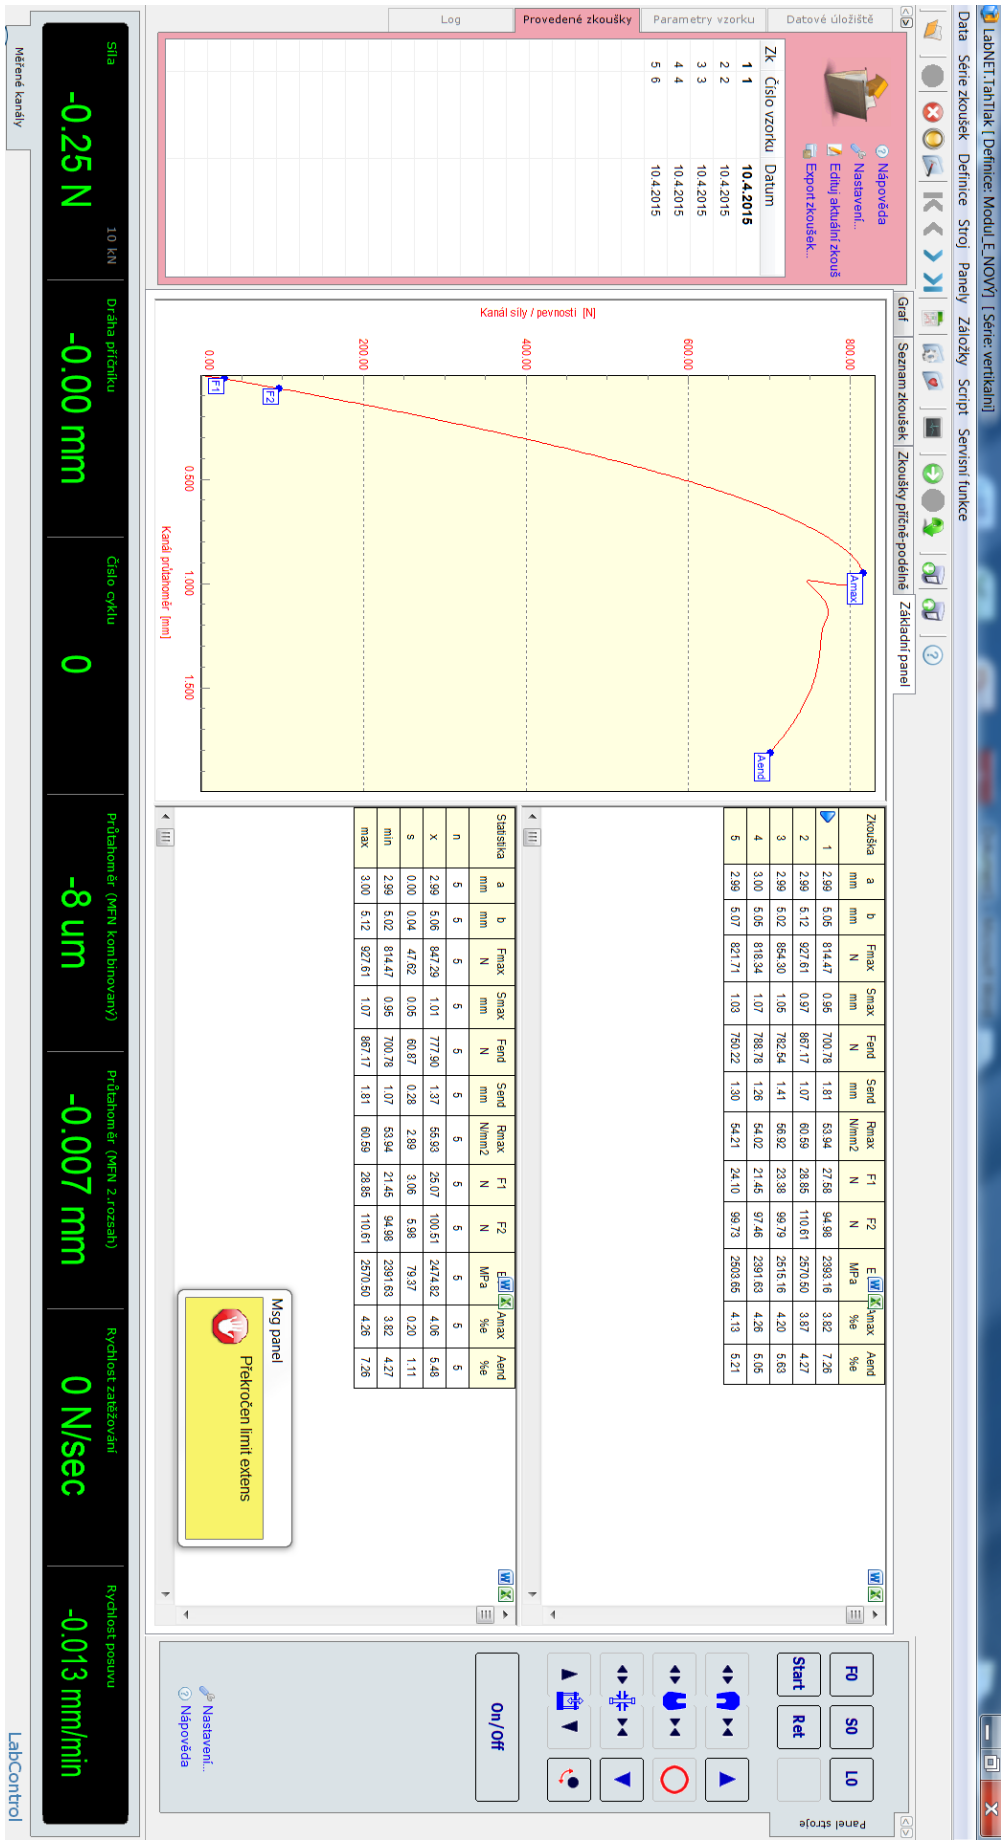 LabNET.TahTlak [ Definice: Modul_E_NOVÝ] [ Série: vertikalni]
Data Série zkoušek Definice Stroj Panely Záložky Script Servisní funkce
Datové úložiště
Parametry vzorku
Provedené zkoušky
Log
Nápověda
Nastavení...
Edituj aktuální zkouš
Export zkoušek...
Zk Číslo vzorku Datum
1 1 10.4.2015
2 2 10.4.2015
3 3 10.4.2015
4 4 10.4.2015
5 6 10.4.2015
Graf Seznam zkoušek Zkoušky příčně-podélně Základní panel
Kanál síly / pevnosti [N]
800.00
600.00
400.00
200.00
0.00
0.500 1.000 1.500
Kanál průtahoměr [mm]
F1
F2
Amax
Aend
Zkouška a b Fmax Smax Fend Send Rmax F1 F2 E Amax Aend
mm mm N mm N mm N/mm2 N N MPa %e %e
1 2.99 5.05 814.47 0.95 700.78 1.81 53.94 27.58 94.98 2393.16 3.82 7.26
2 2.99 5.12 927.61 0.97 867.17 1.07 60.59 28.85 110.61 2570.50 3.87 4.27
3 2.99 5.02 854.30 1.05 782.54 1.41 56.92 23.38 99.79 2515.16 4.20 5.63
4 3.00 5.05 818.34 1.07 788.78 1.26 54.02 21.45 97.46 2391.63 4.26 5.05
5 2.99 5.07 821.71 1.03 750.22 1.30 54.21 24.10 99.73 2503.65 4.13 5.21
Statistika a b Fmax Smax Fend Send Rmax F1 F2 E Amax Aend
mm mm N mm N mm N/mm2 N N MPa %e %e
n 5 5 5 5 5 5 5 5 5 5 5 5
x 2.99 5.06 847.29 1.01 777.90 1.37 55.93 25.07 100.51 2474.82 4.06 5.48
s 0.00 0.04 47.62 0.05 60.87 0.28 2.89 3.06 5.98 79.37 0.20 1.11
min 2.99 5.02 814.47 0.95 700.78 1.07 53.94 21.45 94.98 2391.63 3.82 4.27
max 3.00 5.12 927.61 1.07 867.17 1.81 60.59 28.85 110.61 2570.50 4.26 7.26
Msg panel
Překročen limit extens
Panel stroje
F0 S0 L0
Start Ret
On/Off
Nastavení...
Nápověda
Síla 10 kN
-0.25 N
Dráha příčníku
-0.00 mm
Číslo cyklu
0
Průtahoměr (MFN kombinovaný)
-8 um
Průtahoměr (MFN 2.rozsah)
-0.007 mm
Rychlost zatěžování
0 N/sec
Rychlost posuvu
-0.013 mm/min
Měřené kanály
LabControl